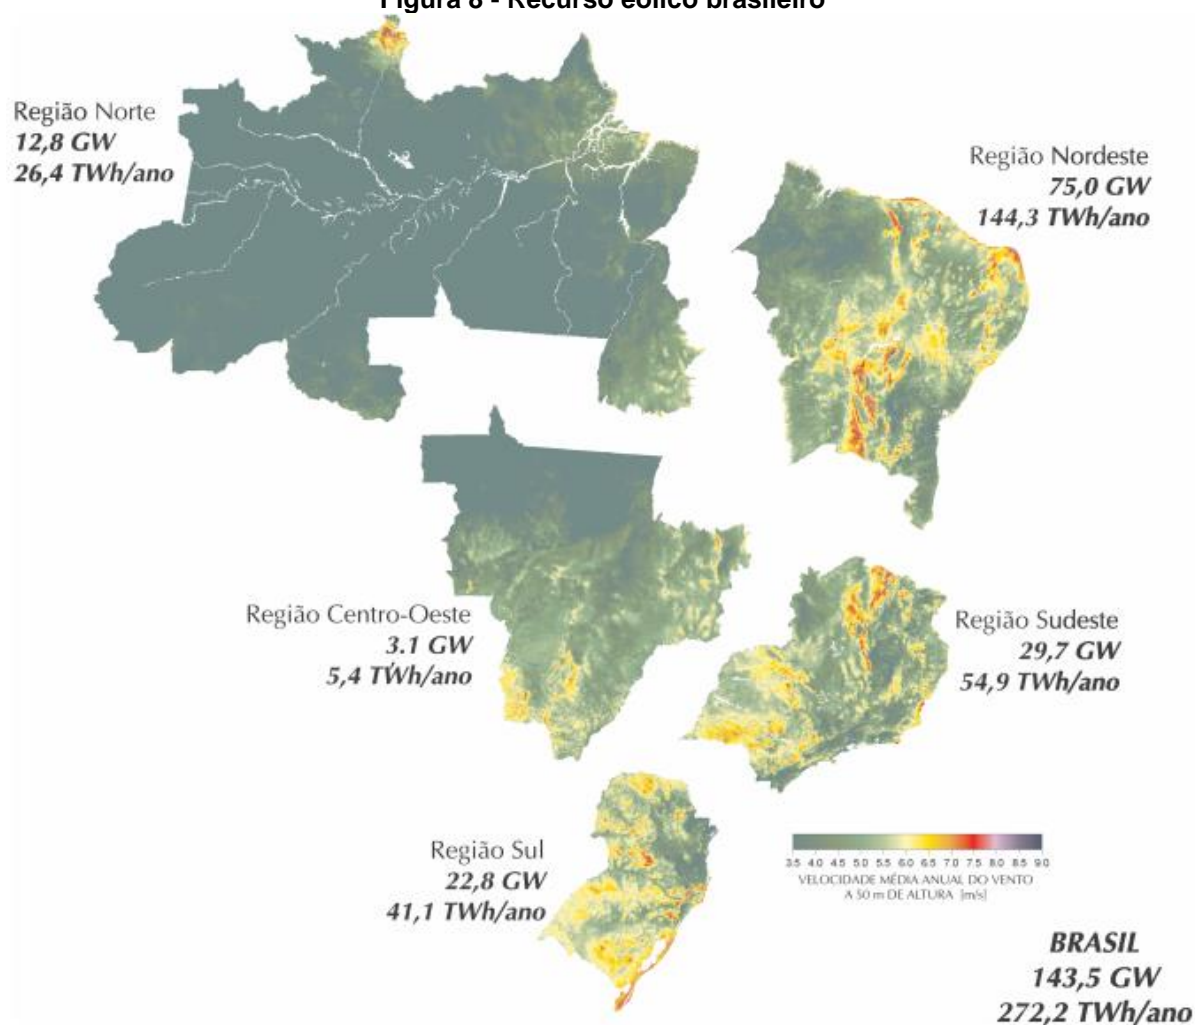 Figura 8 - Recurso eólico brasileiro
Região Norte
12,8 GW
26,4 TWh/ano
Região Nordeste
75,0 GW
144,3 TWh/ano
Região Centro-Oeste
3.1 GW
5,4 TWh/ano
Região Sudeste
29,7 GW
54,9 TWh/ano
Região Sul
22,8 GW
41,1 TWh/ano
3.5 4.0 4.5 5.0 5.5 6.0 6.5 7.0 7.5 8.0 8.5 9.0
VELOCIDADE MÉDIA ANUAL DO VENTO
A 50 m DE ALTURA [m/s]
BRASIL
143,5 GW
272,2 TWh/ano